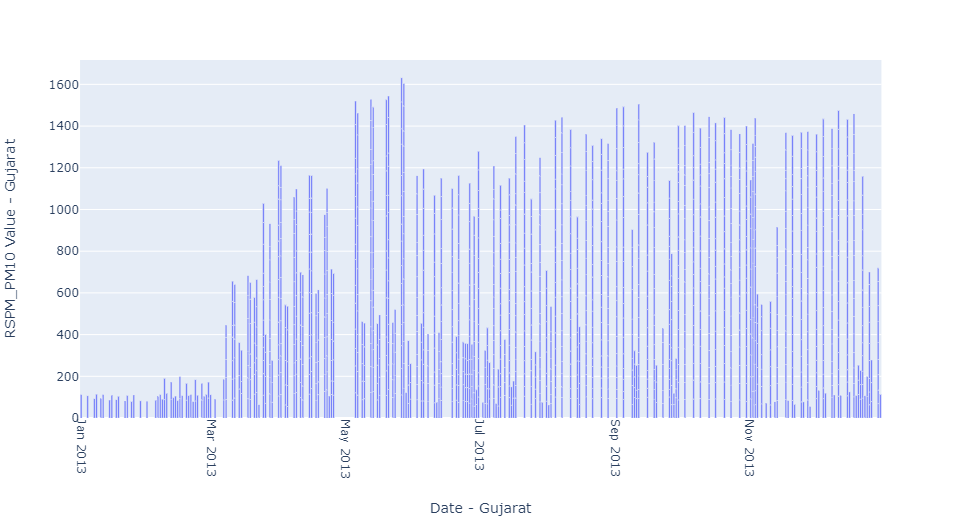 RSPM_PM10 Value - Gujarat
1600
1400
1200
1000
800
600
400
200
0
Jan 2013
Mar 2013
May 2013
Jul 2013
Sep 2013
Nov 2013
Date - Gujarat